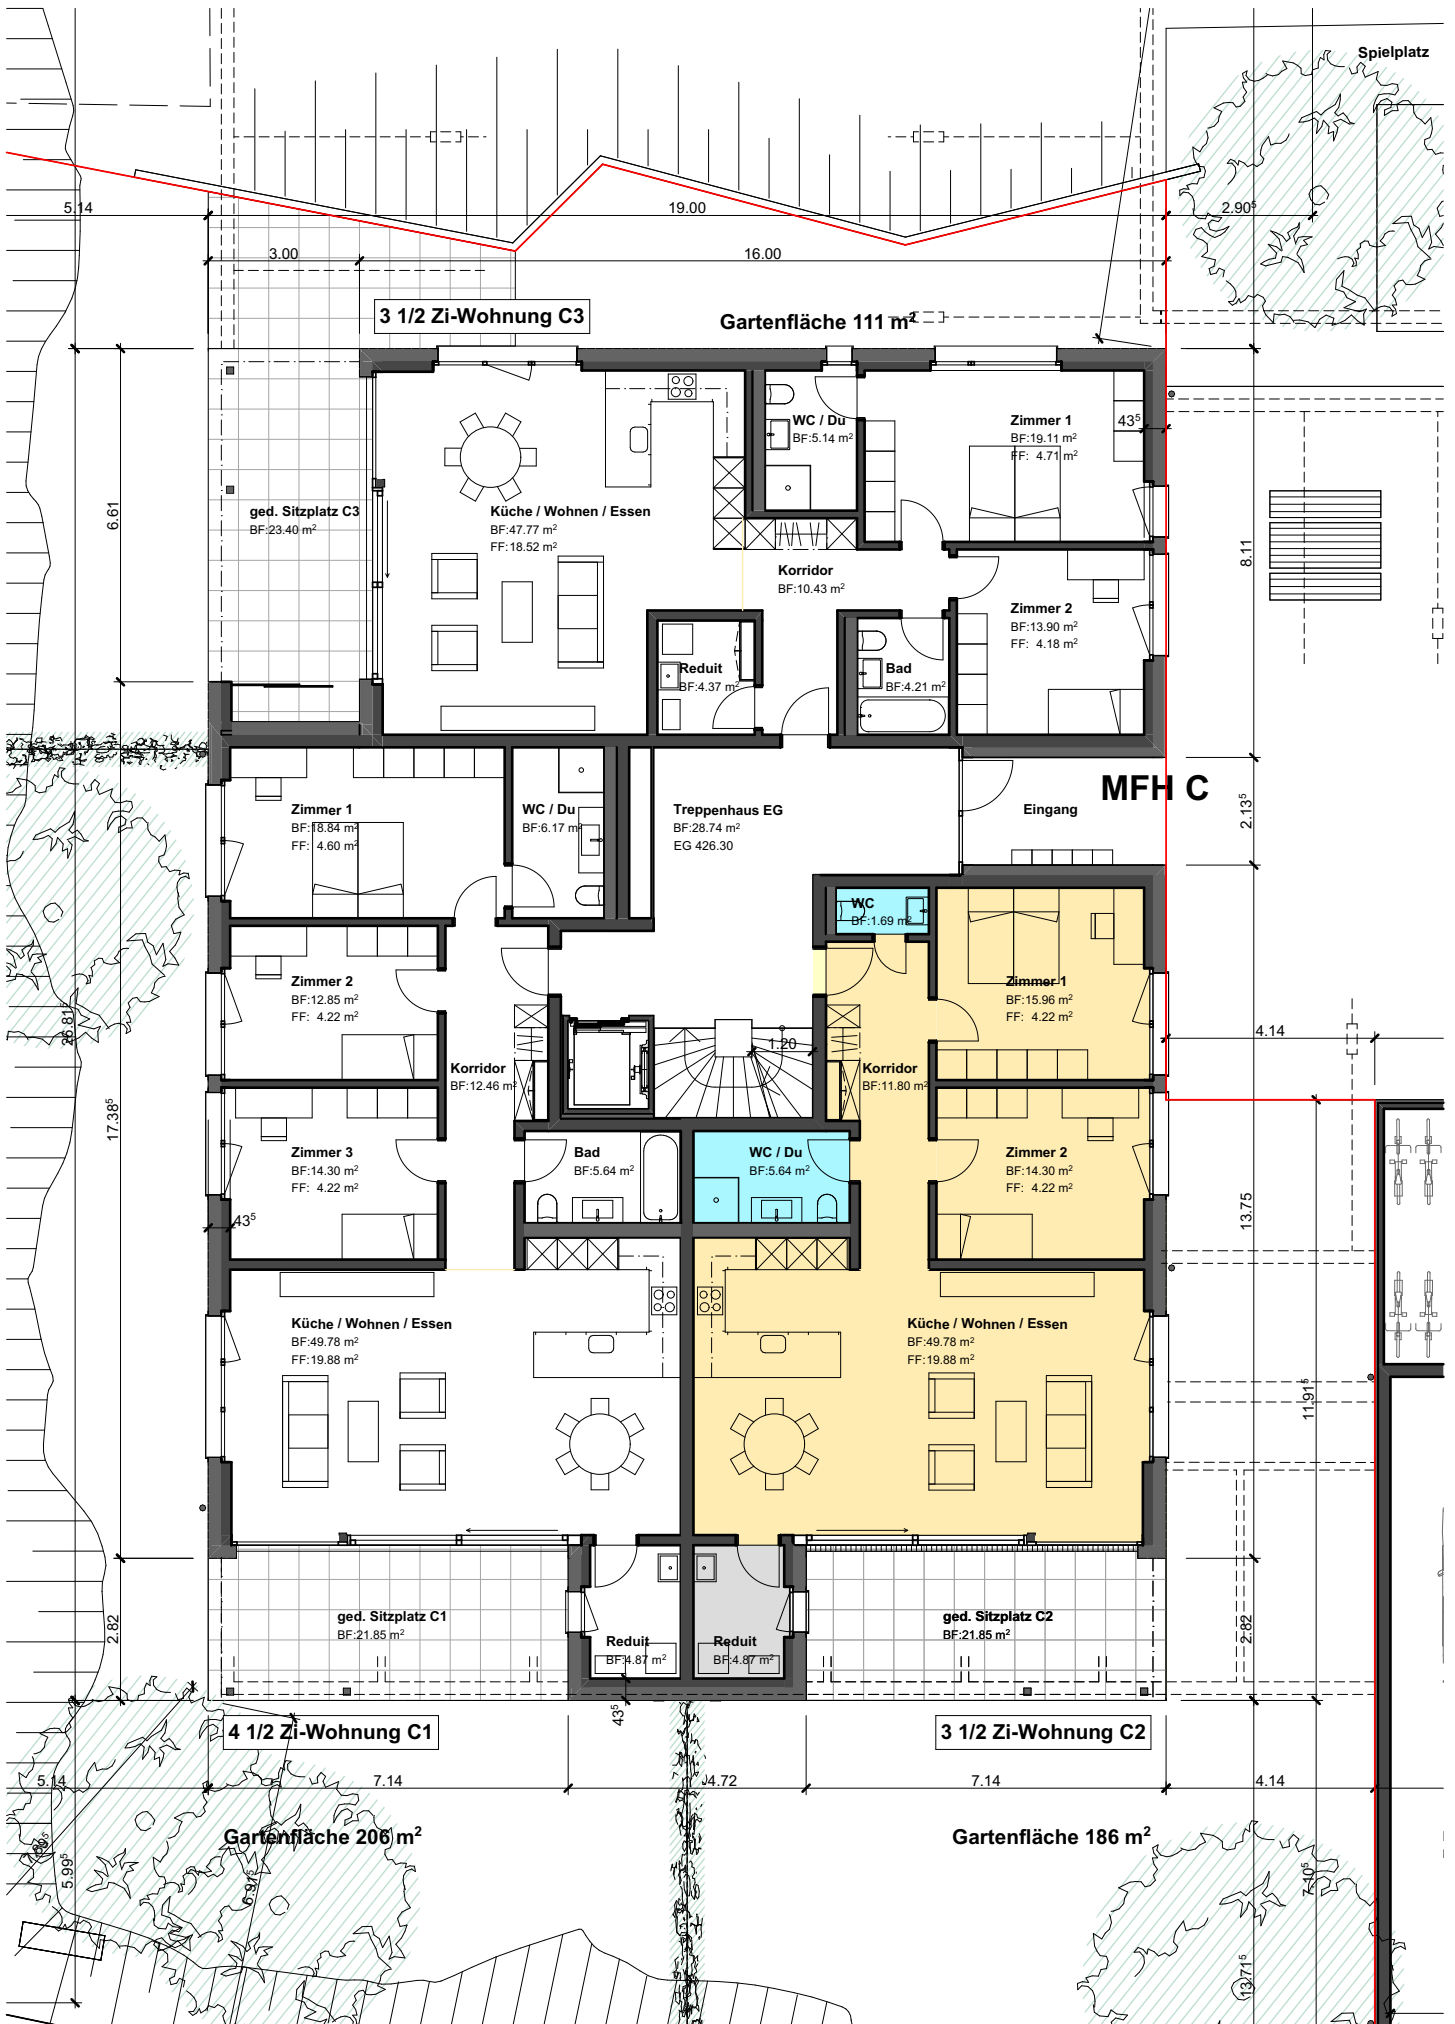 Spielplatz
5.14
19.00
2.90⁵
3.00
16.00
3 1/2 Zi-Wohnung C3
Gartenfläche 111 m²
WC / Du
BF:5.14 m²
Zimmer 1
BF:19.11 m²
FF: 4.71 m²
43⁵
ged. Sitzplatz C3
BF:23.40 m²
Küche / Wohnen / Essen
BF:47.77 m²
FF:18.52 m²
6.61
8.11
Korridor
BF:10.43 m²
Zimmer 2
BF:13.90 m²
FF: 4.18 m²
Reduit
BF:4.37 m²
Bad
BF:4.21 m²
MFH C
Zimmer 1
BF:18.84 m²
FF: 4.60 m²
WC / Du
BF:6.17 m²
Treppenhaus EG
BF:28.74 m²
EG 426.30
Eingang
2.13⁵
WC
BF:1.69 m²
Zimmer 2
BF:12.85 m²
FF: 4.22 m²
Zimmer 1
BF:15.96 m²
FF: 4.22 m²
26.81⁵
1.20
4.14
Korridor
BF:12.46 m²
Korridor
BF:11.80 m²
17.38⁵
Zimmer 3
BF:14.30 m²
FF: 4.22 m²
Bad
BF:5.64 m²
WC / Du
BF:5.64 m²
Zimmer 2
BF:14.30 m²
FF: 4.22 m²
43⁵
13.75
Küche / Wohnen / Essen
BF:49.78 m²
FF:19.88 m²
Küche / Wohnen / Essen
BF:49.78 m²
FF:19.88 m²
11.91⁵
ged. Sitzplatz C1
BF:21.85 m²
ged. Sitzplatz C2
BF:21.85 m²
2.82
2.82
Reduit
BF:4.87 m²
Reduit
BF:4.87 m²
43⁵
4 1/2 Zi-Wohnung C1
3 1/2 Zi-Wohnung C2
5.14
7.14
4.72
7.14
4.14
Gartenfläche 206 m²
Gartenfläche 186 m²
5.99⁵
6.91⁵
7.10⁵
13.71⁵